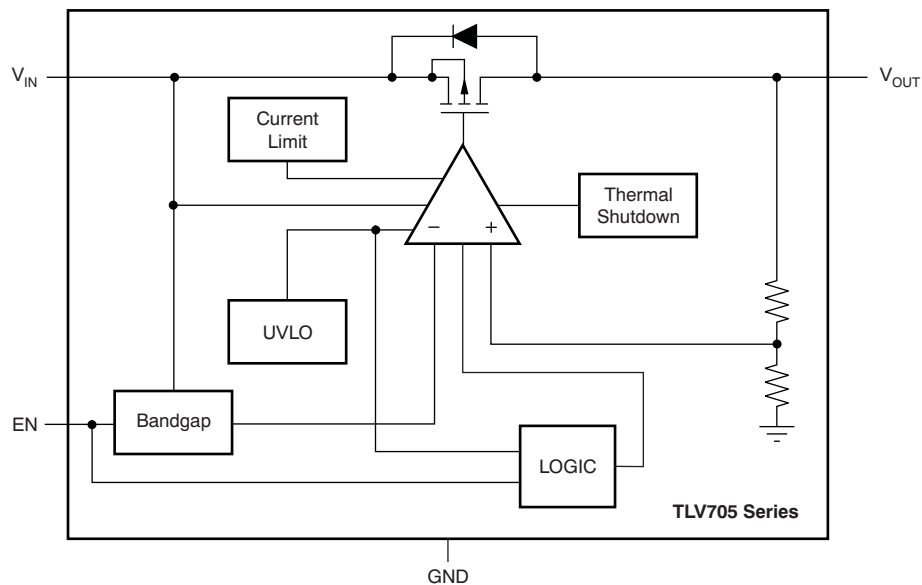 V_IN
V_OUT
Current
Limit
Thermal
Shutdown
− +
UVLO
EN
Bandgap
LOGIC
TLV705 Series
GND